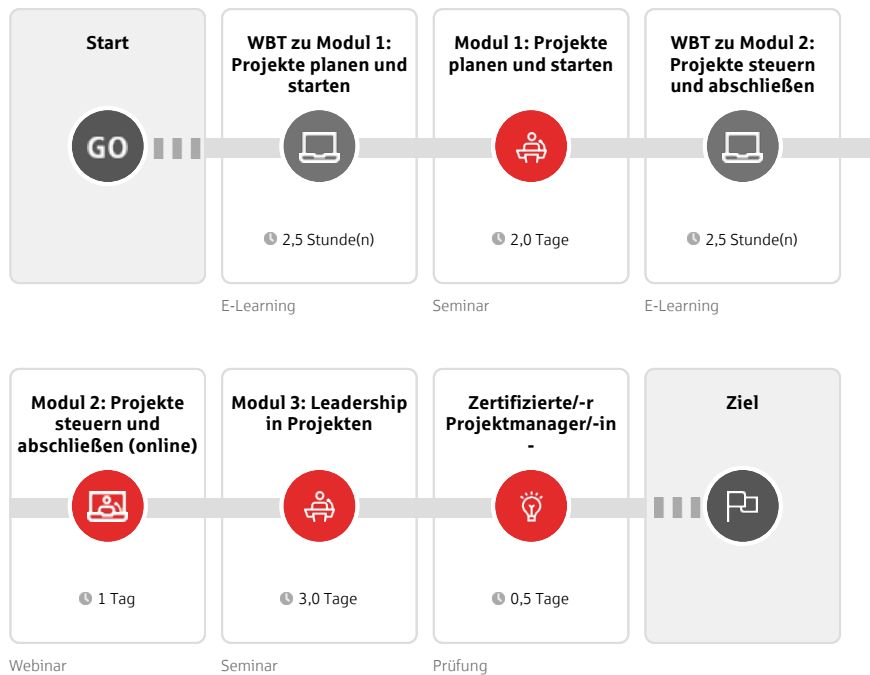 Start
WBT zu Modul 1:
Projekte planen und
starten
Modul 1: Projekte
planen und starten
WBT zu Modul 2:
Projekte steuern
und abschließen
GO
2,5 Stunde(n)
2,0 Tage
2,5 Stunde(n)
E-Learning
Seminar
E-Learning
Modul 2: Projekte
steuern und
abschließen (online)
Modul 3: Leadership
in Projekten
Zertifizierte/-r
Projektmanager/-in
-
Ziel
1 Tag
3,0 Tage
0,5 Tage
Webinar
Seminar
Prüfung